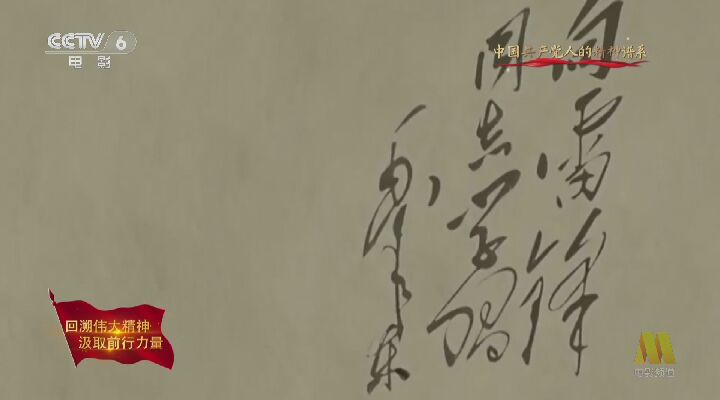 CCTV 6
电影
中国共产党人的精神谱系
向雷锋
同志学习
毛泽东
回溯伟大精神
汲取前行力量
电影频道